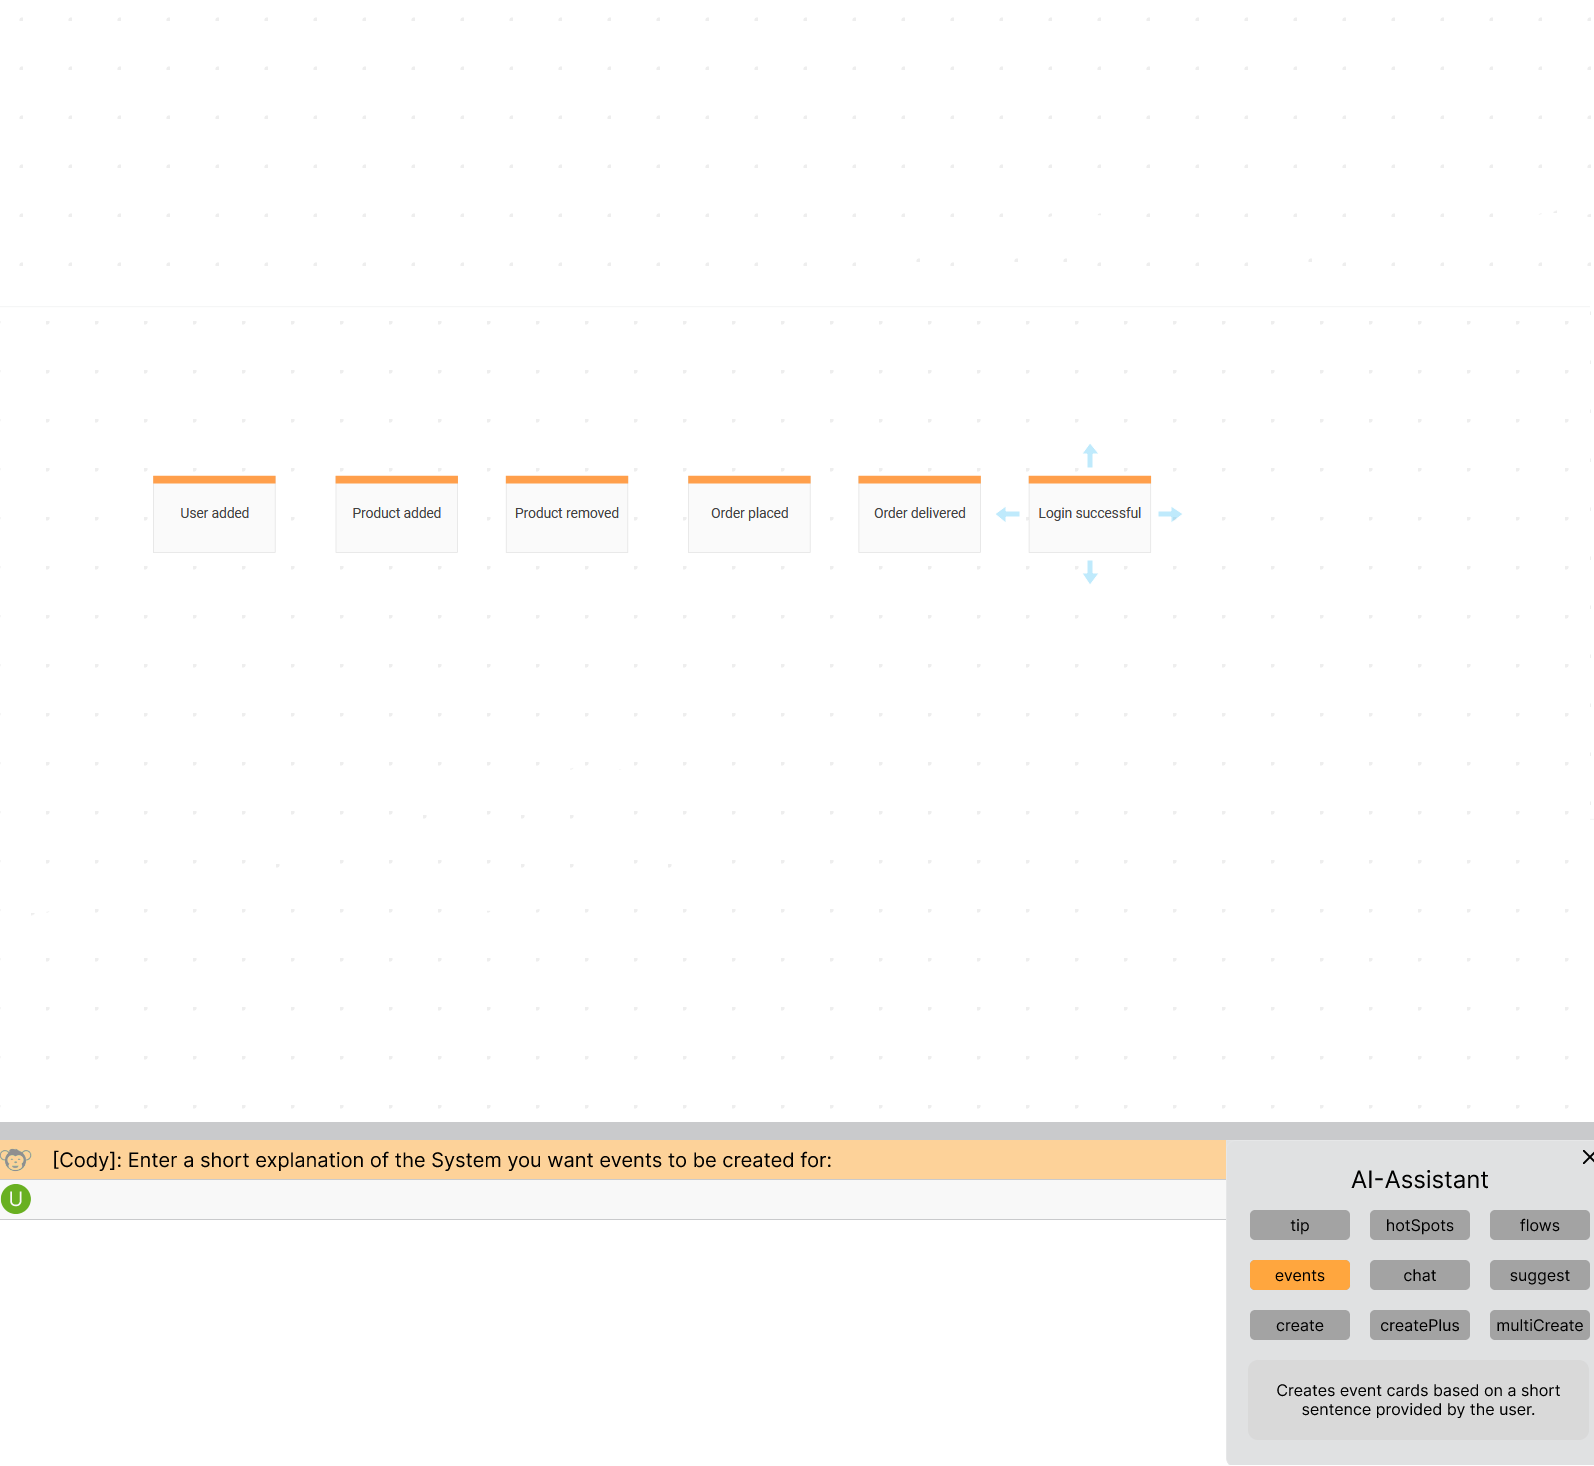 User added
Product added
Product removed
Order placed
Order delivered
Login successful
[Cody]: Enter a short explanation of the System you want events to be created for:
U
AI-Assistant
tip
hotSpots
flows
events
chat
suggest
create
createPlus
multiCreate
Creates event cards based on a short
sentence provided by the user.